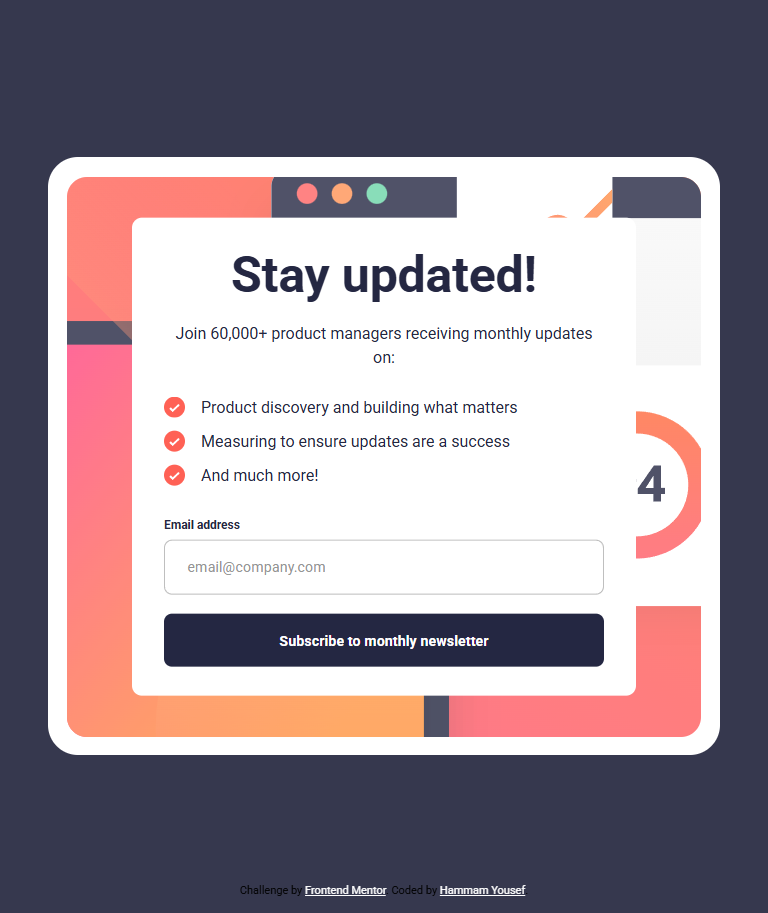 Stay updated!
Join 60,000+ product managers receiving monthly updates
on:
Product discovery and building what matters
Measuring to ensure updates are a success
And much more!
4
Email address
email@company.com
Subscribe to monthly newsletter
Challenge by Frontend Mentor Coded by Hammam Yousef